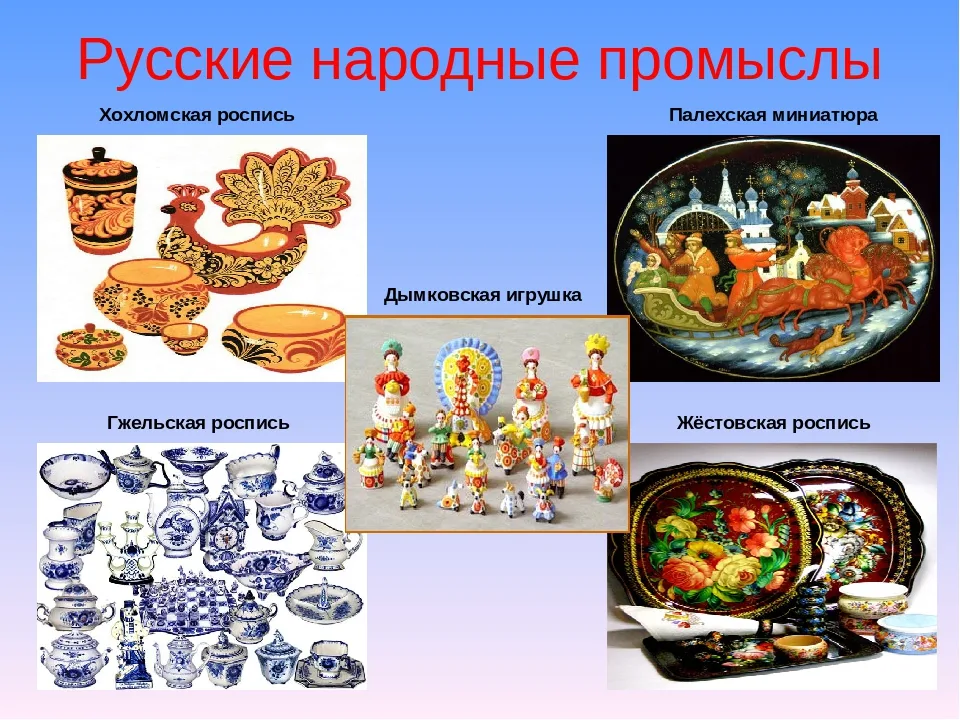 Русские народные промыслы
Хохломская роспись
Палехская миниатюра
Дымковская игрушка
Гжельская роспись
Жёстовская роспись